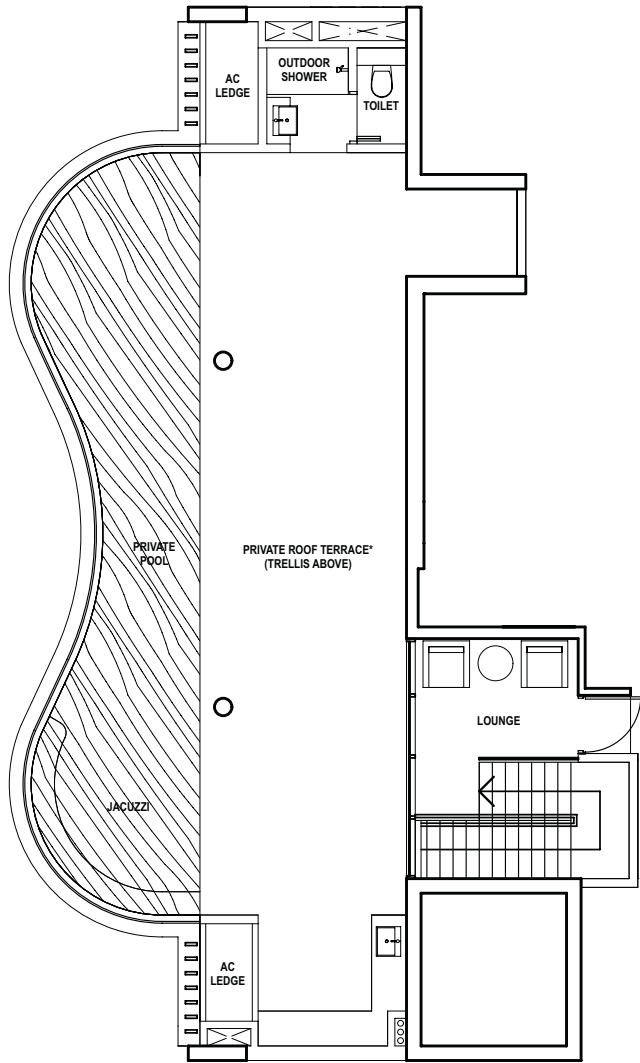 AC
LEDGE
OUTDOOR
SHOWER
TOILET
PRIVATE
POOL
PRIVATE ROOF TERRACE*
(TRELLIS ABOVE)
LOUNGE
JACUZZI
AC
LEDGE